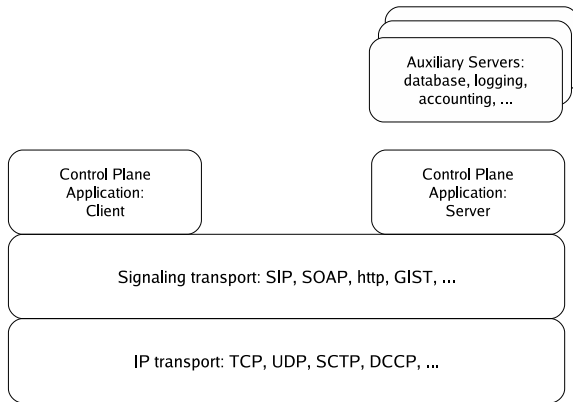 Auxiliary Servers:
database, logging,
accounting, ...
Control Plane
Application:
Client
Control Plane
Application:
Server
Signaling transport: SIP, SOAP, http, GIST, ...
IP transport: TCP, UDP, SCTP, DCCP, ...